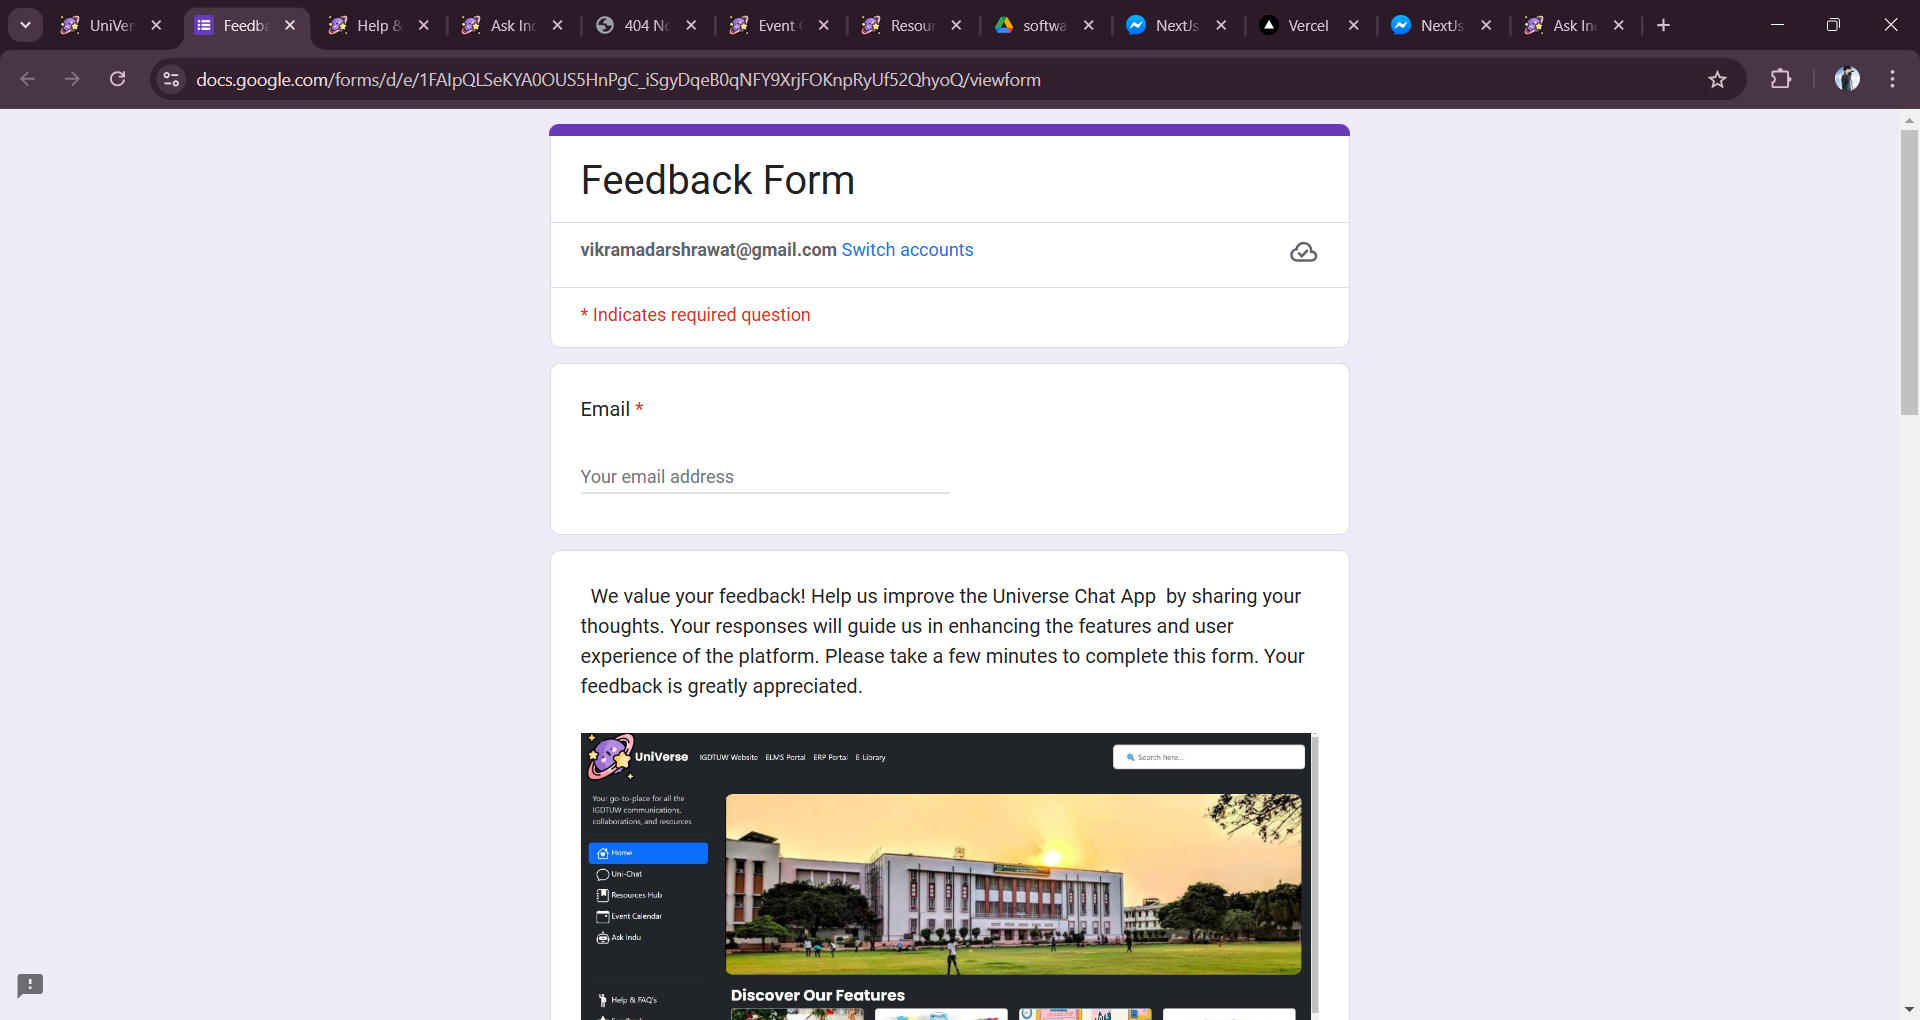 UniVer
Feedba
Help &
Ask In
404 N
Event
Resour
softwa
NextJs
Vercel
NextJs
Ask In
docs.google.com/forms/d/e/1FAIpQLSeKYA0OUS5HnPgC_iSgyDqeB0qNFY9XrjFOKnpRyUf52QhyoQ/viewform
Feedback Form
vikramadarshrawat@gmail.com Switch accounts
* Indicates required question
Email *
Your email address
We value your feedback! Help us improve the Universe Chat App by sharing your
thoughts. Your responses will guide us in enhancing the features and user
experience of the platform. Please take a few minutes to complete this form. Your
feedback is greatly appreciated.
UniVerse IGDTUW Website ELMS Portal ERP Portal E-Library
Search here...
Your go-to-place for all the
IGDTUW communications,
collaborations, and resources
Home
Uni-Chat
Resources Hub
Event Calendar
Ask Indu
Help & FAQ's
Discover Our Features